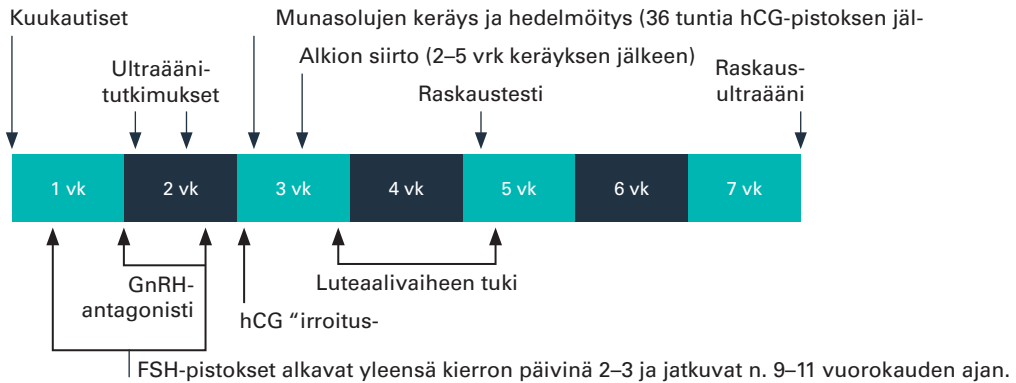 Kuukautiset
Munasolujen keräys ja hedelmöitys (36 tuntia hCG-pistoksen jäl-
Alkion siirto (2–5 vrk keräyksen jälkeen)
Ultraääni-
tutkimukset
Raskaustesti
Raskaus-
ultraääni
1 vk
2 vk
3 vk
4 vk
5 vk
6 vk
7 vk
GnRH-
antagonisti
Luteaalivaiheen tuki
hCG “irroitus-
FSH-pistokset alkavat yleensä kierron päivinä 2–3 ja jatkuvat n. 9–11 vuorokauden ajan.